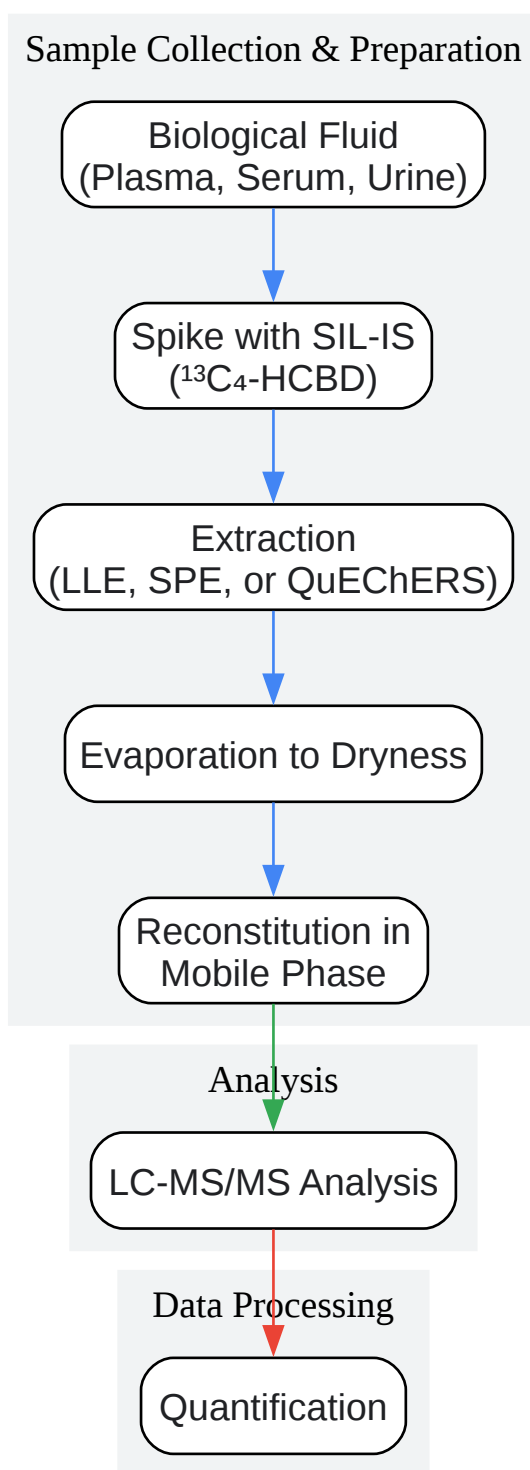 Sample Collection & Preparation
Biological Fluid
(Plasma, Serum, Urine)
Spike with SIL-IS
(¹³C₄-HCBD)
Extraction
(LLE, SPE, or QuEChERS)
Evaporation to Dryness
Reconstitution in
Mobile Phase
Analysis
LC-MS/MS Analysis
Data Processing
Quantification